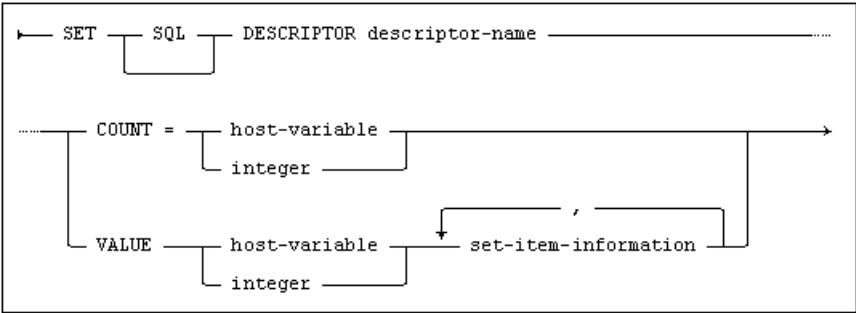 SET SQL DESCRIPTOR descriptor-name
COUNT = host-variable
integer
,
VALUE host-variable set-item-information
integer